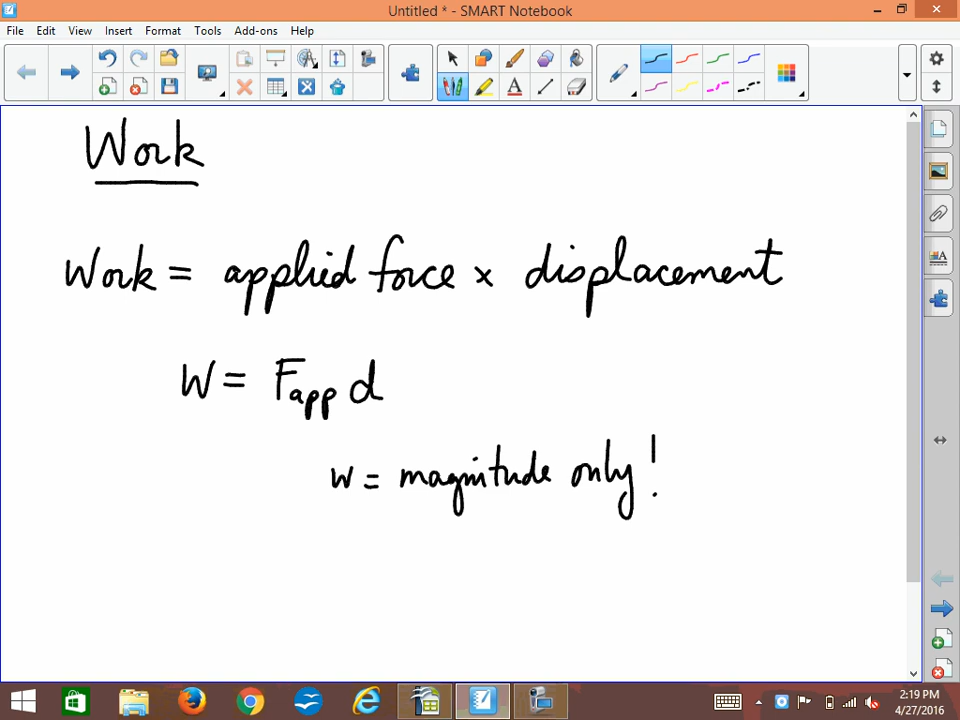 Untitled * - SMART Notebook
File Edit View Insert Format Tools Add-ons Help
Work
Work = applied force x displacement
W = Fapp d
W = magnitude only!
2:19 PM
4/27/2016